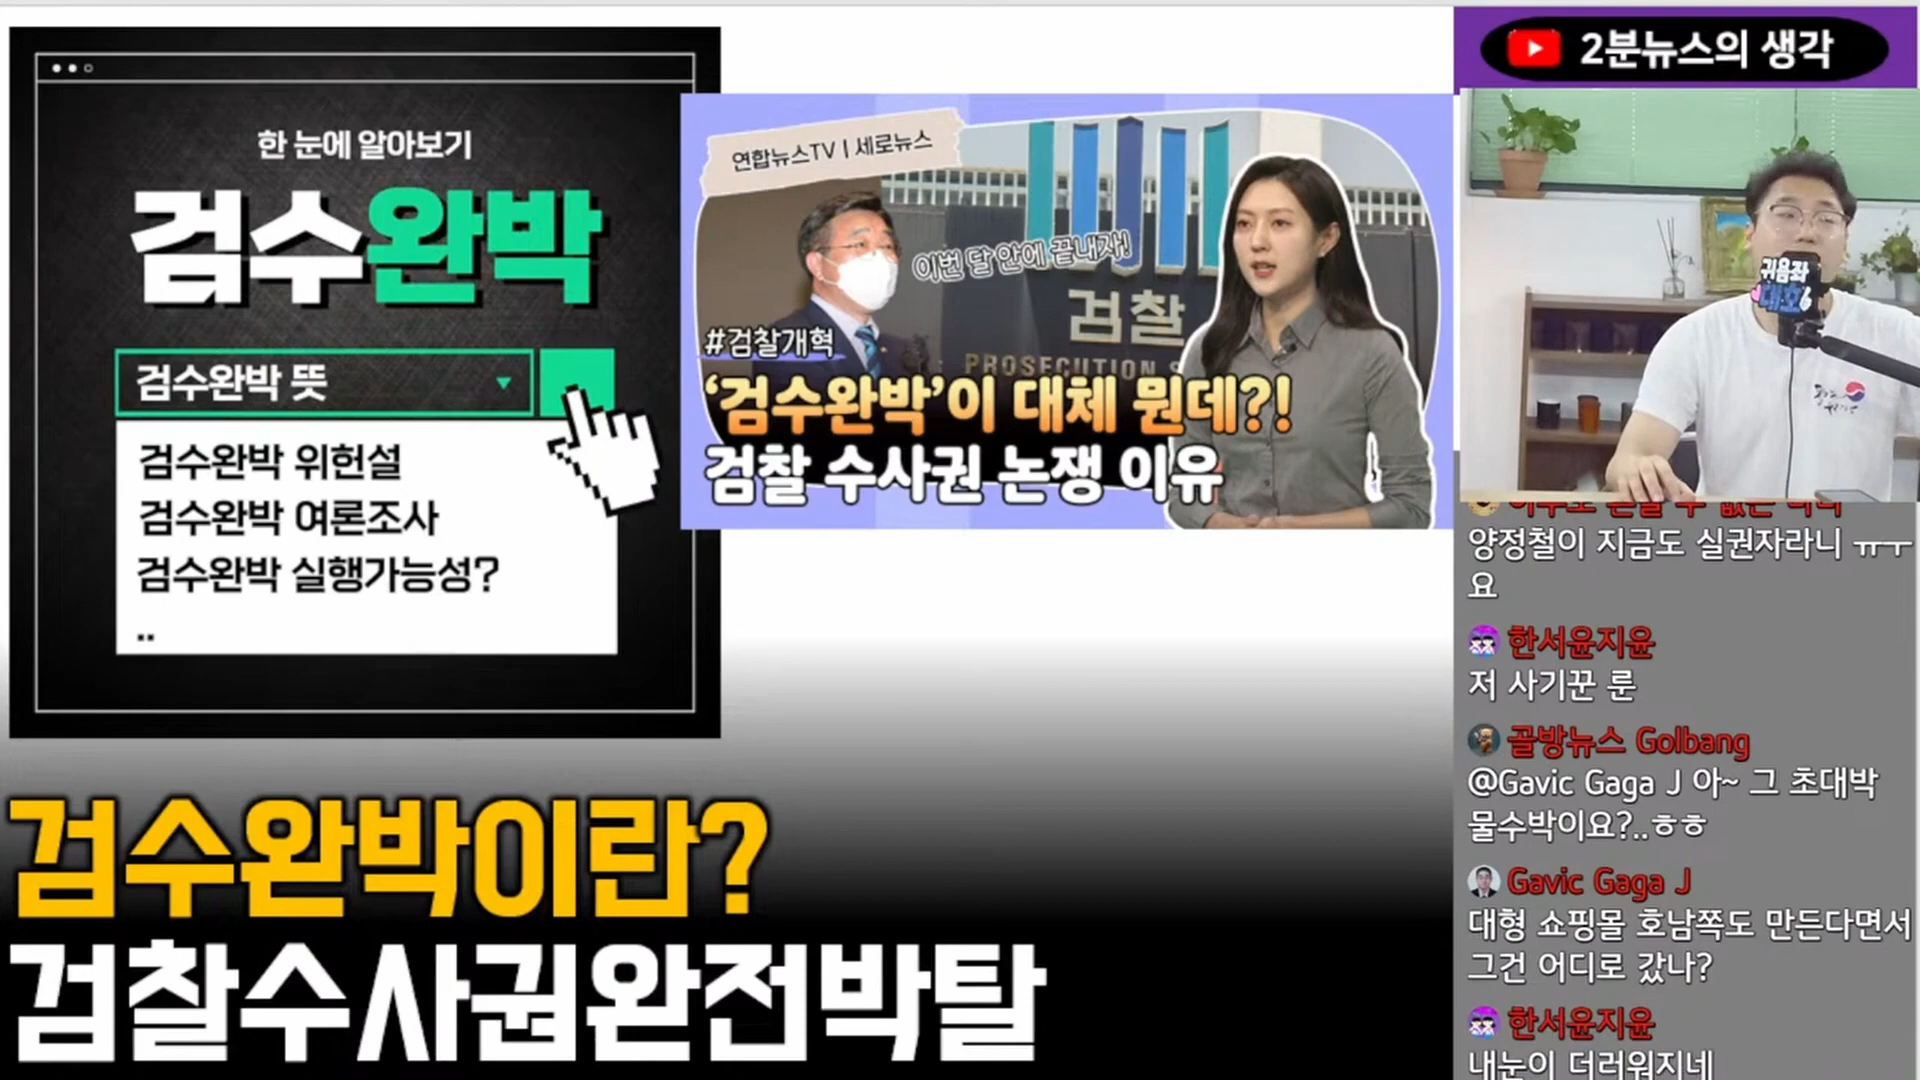 한 눈에 알아보기
검수완박
검수완박 뜻
검수완박 위헌설
검수완박 여론조사
검수완박 실행가능성?
..
연합뉴스TV | 세로뉴스
이번 달 안에 끝내자!
검찰
PROSECUTION S
#검찰개혁
‘검수완박’이 대체 뭔데?!
검찰 수사권 논쟁 이유
검수완박이란?
검찰수사권완전박탈
2분뉴스의 생각
귀욤좌
대호
양정철이 지금도 실권자라니 ㅠㅜ
요
한서윤지윤
저 사기꾼 룬
골방뉴스 Golbang
@Gavic Gaga J 아~ 그 초대박
물수박이요?..ㅎㅎ
Gavic Gaga J
대형 쇼핑몰 호남쪽도 만든다면서
그건 어디로 갔나?
한서윤지윤
내눈이 더러워지네